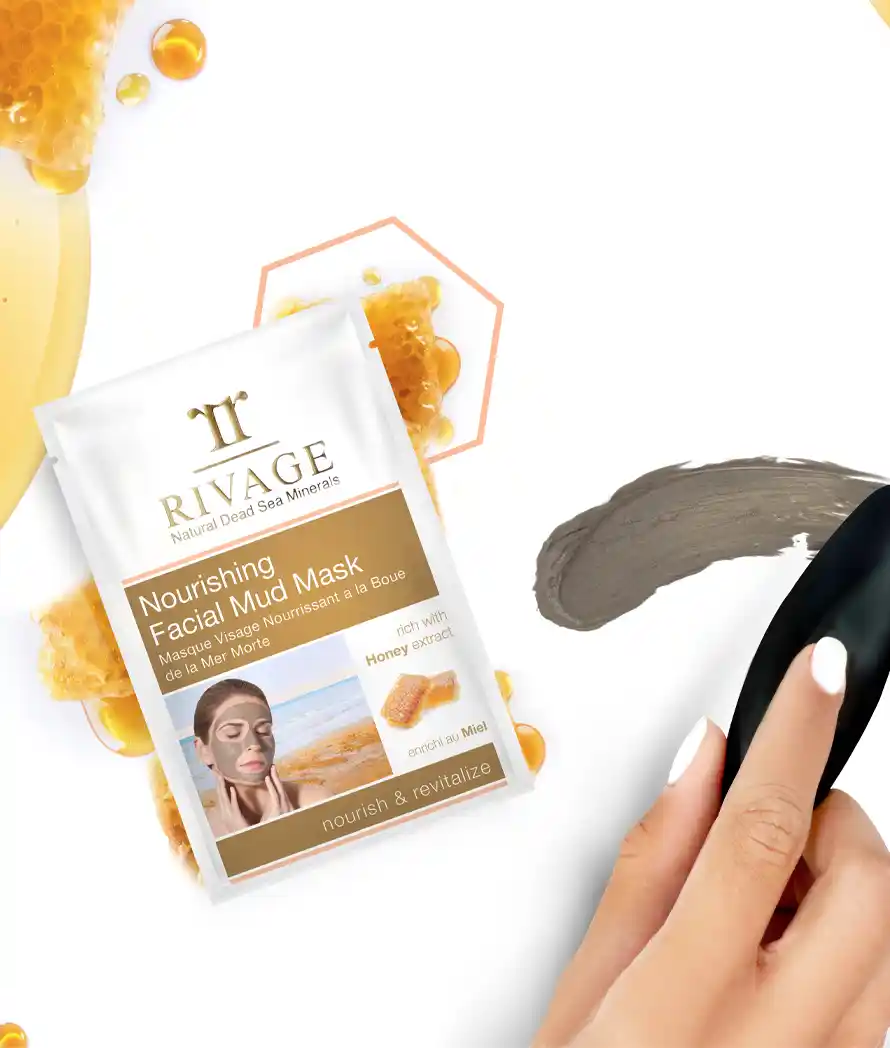 RIVAGE
Natural Dead Sea Minerals
Nourishing
Facial Mud Mask
Masque Visage Nourrissant a la Boue
de la Mer Morte
rich with
Honey extract
enrichi au Miel
nourish & revitalize